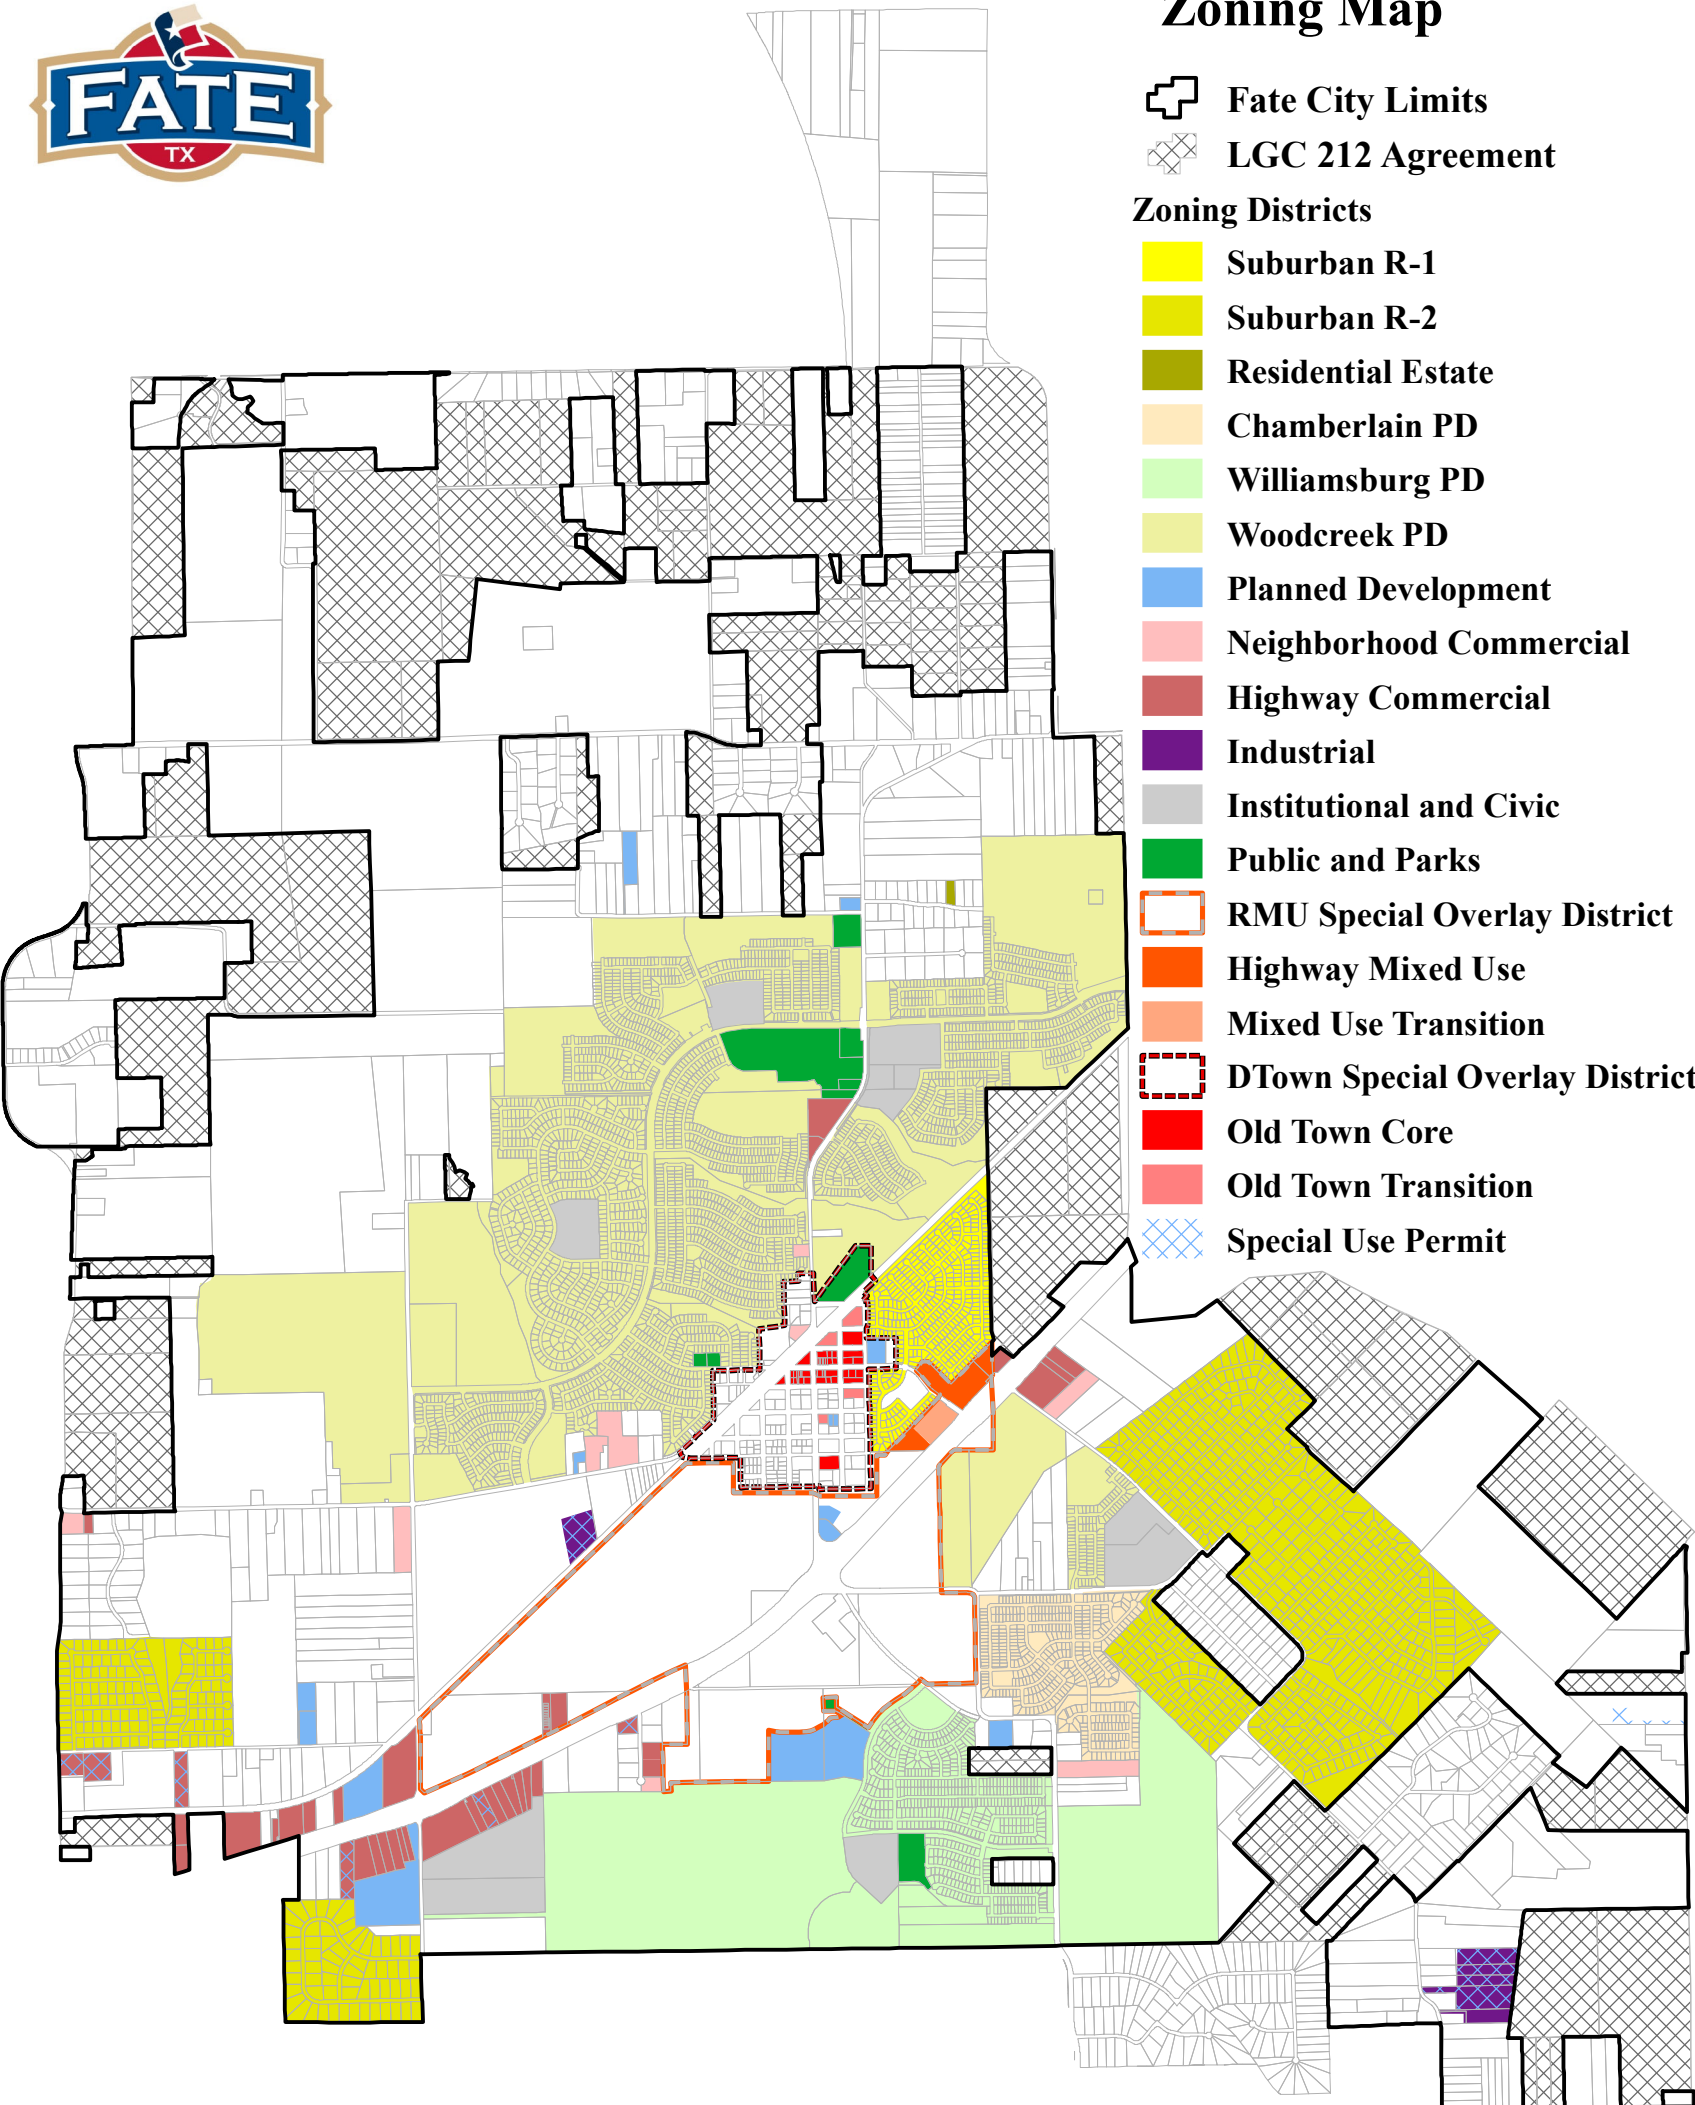 Zoning Map
FATE
TX
Fate City Limits
LGC 212 Agreement
Zoning Districts
Suburban R-1
Suburban R-2
Residential Estate
Chamberlain PD
Williamsburg PD
Woodcreek PD
Planned Development
Neighborhood Commercial
Highway Commercial
Industrial
Institutional and Civic
Public and Parks
RMU Special Overlay District
Highway Mixed Use
Mixed Use Transition
DTown Special Overlay District
Old Town Core
Old Town Transition
Special Use Permit